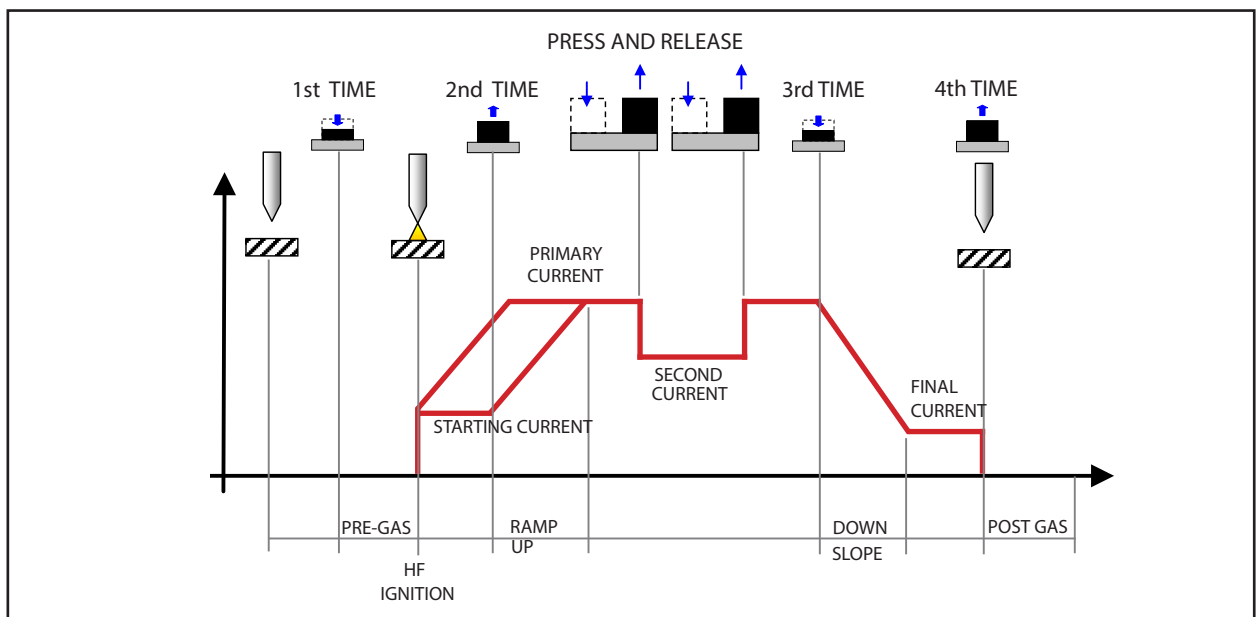 PRESS AND RELEASE
1st TIME
2nd TIME
3rd TIME
4th TIME
PRIMARY
CURRENT
SECOND
CURRENT
FINAL
CURRENT
STARTING CURRENT
PRE-GAS
RAMP
UP
DOWN
SLOPE
POST GAS
HF
IGNITION